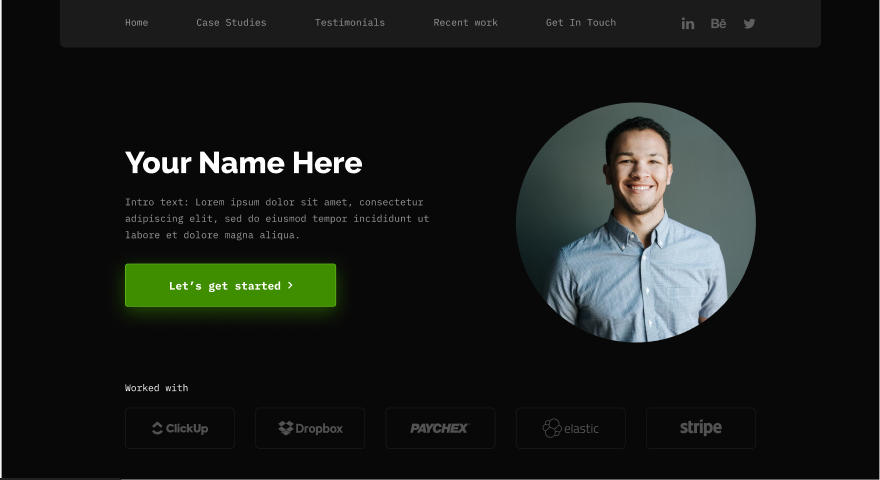 Home Case Studies Testimonials Recent work Get In Touch in Bē
Your Name Here
Intro text: Lorem ipsum dolor sit amet, consectetur
adipiscing elit, sed do eiusmod tempor incididunt ut
labore et dolore magna aliqua.
Let’s get started >
Worked with
ClickUp Dropbox PAYCHEX elastic stripe